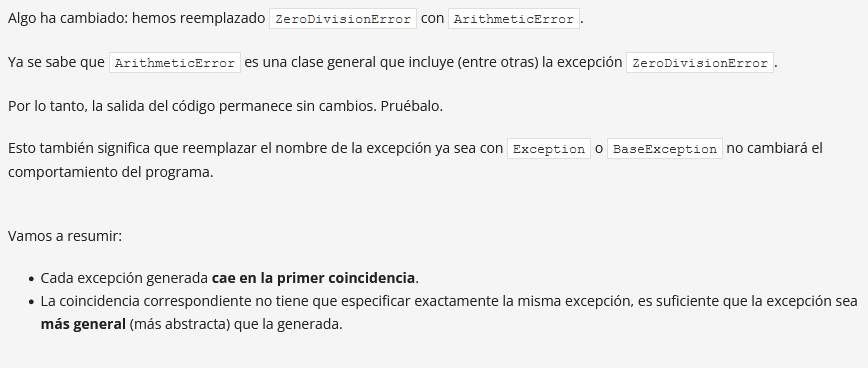 Algo ha cambiado: hemos reemplazado ZeroDivisionError con ArithmeticError.
Ya se sabe que ArithmeticError es una clase general que incluye (entre otras) la excepción ZeroDivisionError.
Por lo tanto, la salida del código permanece sin cambios. Pruébalo.
Esto también significa que reemplazar el nombre de la excepción ya sea con Exception o BaseException no cambiará el
comportamiento del programa.
Vamos a resumir:
• Cada excepción generada cae en la primer coincidencia.
• La coincidencia correspondiente no tiene que especificar exactamente la misma excepción, es suficiente que la excepción sea
más general (más abstracta) que la generada.